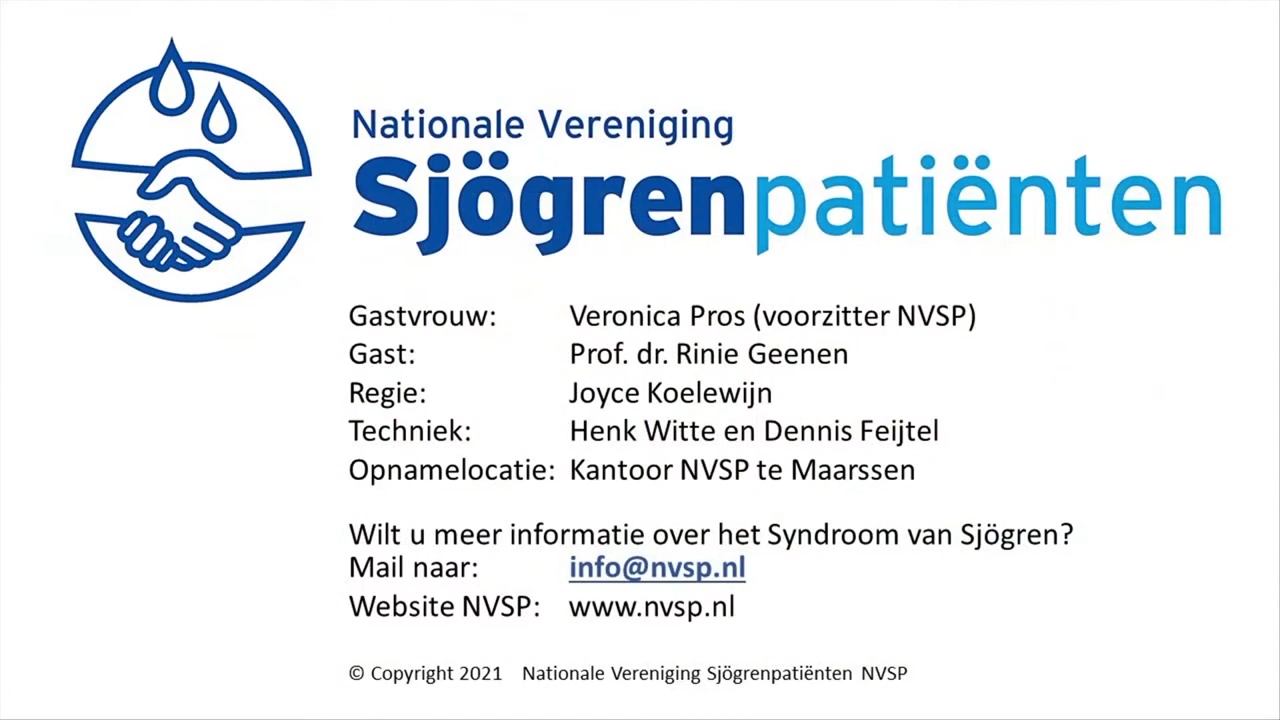 Nationale Vereniging
Sjögrenpatiënten
Gastvrouw: Veronica Pros (voorzitter NVSP)
Gast: Prof. dr. Rinie Geenen
Regie: Joyce Koelewijn
Techniek: Henk Witte en Dennis Feijtel
Opnamelocatie: Kantoor NVSP te Maarssen
Wilt u meer informatie over het Syndroom van Sjögren?
Mail naar: info@nvsp.nl
Website NVSP: www.nvsp.nl
© Copyright 2021 Nationale Vereniging Sjögrenpatiënten NVSP